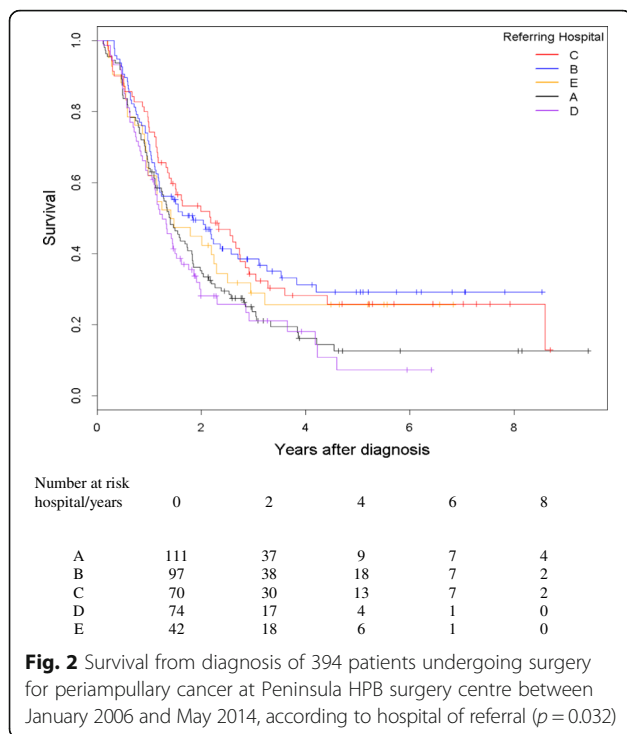 Referring Hospital
C
B
E
A
D
Survival
1.0
0.8
0.6
0.4
0.2
0.0
0 2 4 6 8
Years after diagnosis
Number at risk
hospital/years 0 2 4 6 8
A 111 37 9 7 4
B 97 38 18 7 2
C 70 30 13 7 2
D 74 17 4 1 0
E 42 18 6 1 0
Fig. 2 Survival from diagnosis of 394 patients undergoing surgery
for periampullary cancer at Peninsula HPB surgery centre between
January 2006 and May 2014, according to hospital of referral (p = 0.032)